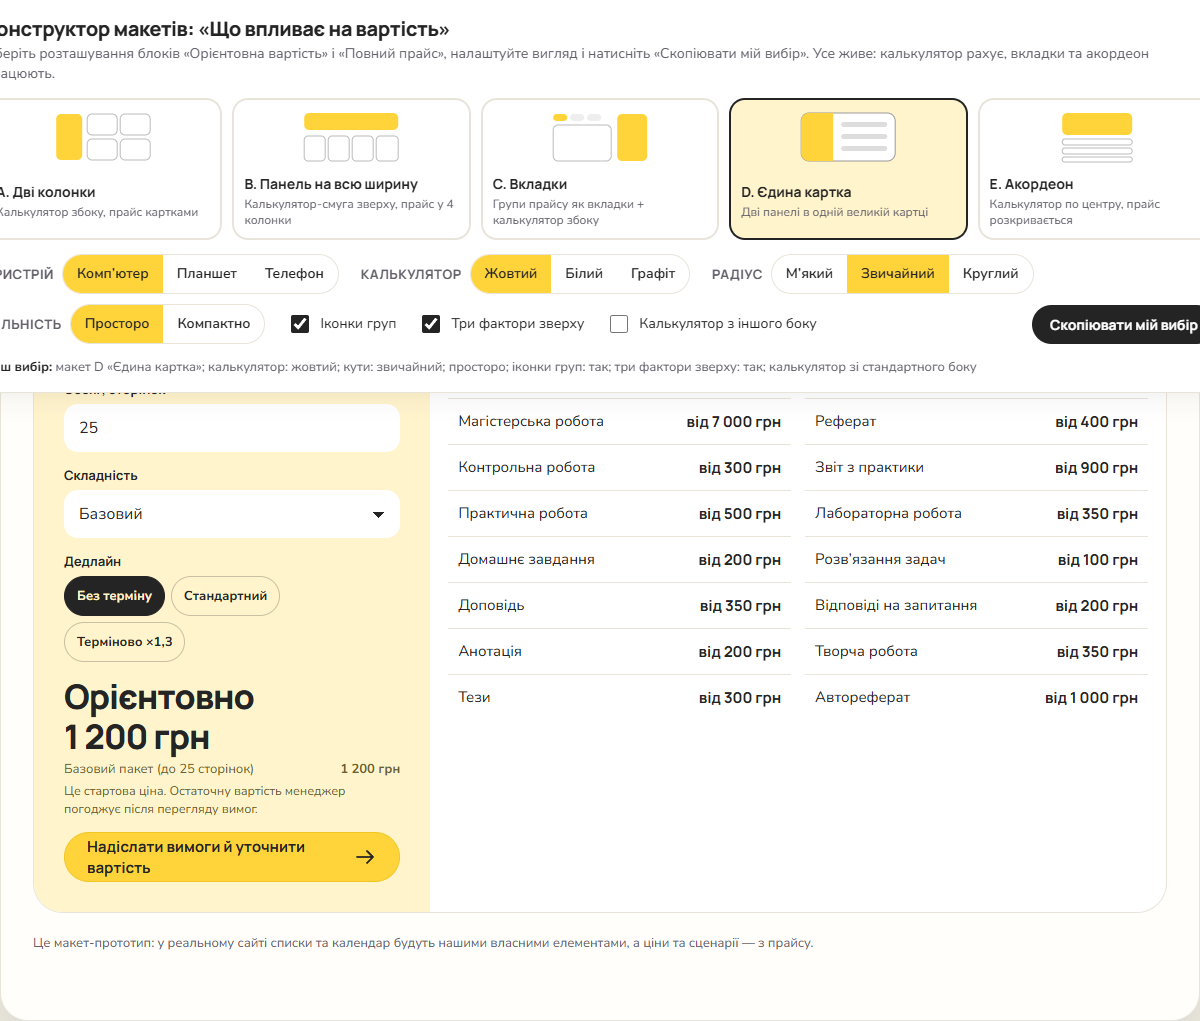 онструктор макетів: «Що впливає на вартість»
беріть розташування блоків «Орієнтовна вартість» і «Повний прайс», налаштуйте вигляд і натисніть «Скопіювати мій вибір». Усе живе: калькулятор рахує, вкладки та акордеон
ацюють.
A. Дві колонки
Калькулятор збоку, прайс картками
B. Панель на всю ширину
Калькулятор-смуга зверху, прайс у 4
колонки
C. Вкладки
Групи прайсу як вкладки +
калькулятор збоку
D. Єдина картка
Дві панелі в одній великій картці
E. Акордеон
Калькулятор по центру, прайс
розкривається
РИСТРІЙ Комп’ютер Планшет Телефон КАЛЬКУЛЯТОР Жовтий Білий Графіт РАДІУС М’який Звичайний Круглий
ЛЬНІСТЬ Просторо Компактно Іконки груп Три фактори зверху Калькулятор з іншого боку Скопіювати мій вибір
ш вибір: макет D «Єдина картка»; калькулятор: жовтий; кути: звичайний; просторо; іконки груп: так; три фактори зверху: так; калькулятор зі стандартного боку
25
Складність
Базовий
Дедлайн
Без терміну Стандартний
Терміново ×1,3
Орієнтовно
1 200 грн
Базовий пакет (до 25 сторінок) 1 200 грн
Це стартова ціна. Остаточну вартість менеджер
погоджує після перегляду вимог.
Надіслати вимоги й уточнити
вартість
Магістерська робота від 7 000 грн
Контрольна робота від 300 грн
Практична робота від 500 грн
Домашнє завдання від 200 грн
Доповідь від 350 грн
Анотація від 200 грн
Тези від 300 грн
Реферат від 400 грн
Звіт з практики від 900 грн
Лабораторна робота від 350 грн
Розв’язання задач від 100 грн
Відповіді на запитання від 200 грн
Творча робота від 350 грн
Автореферат від 1 000 грн
Це макет-прототип: у реальному сайті списки та календар будуть нашими власними елементами, а ціни та сценарії — з прайсу.